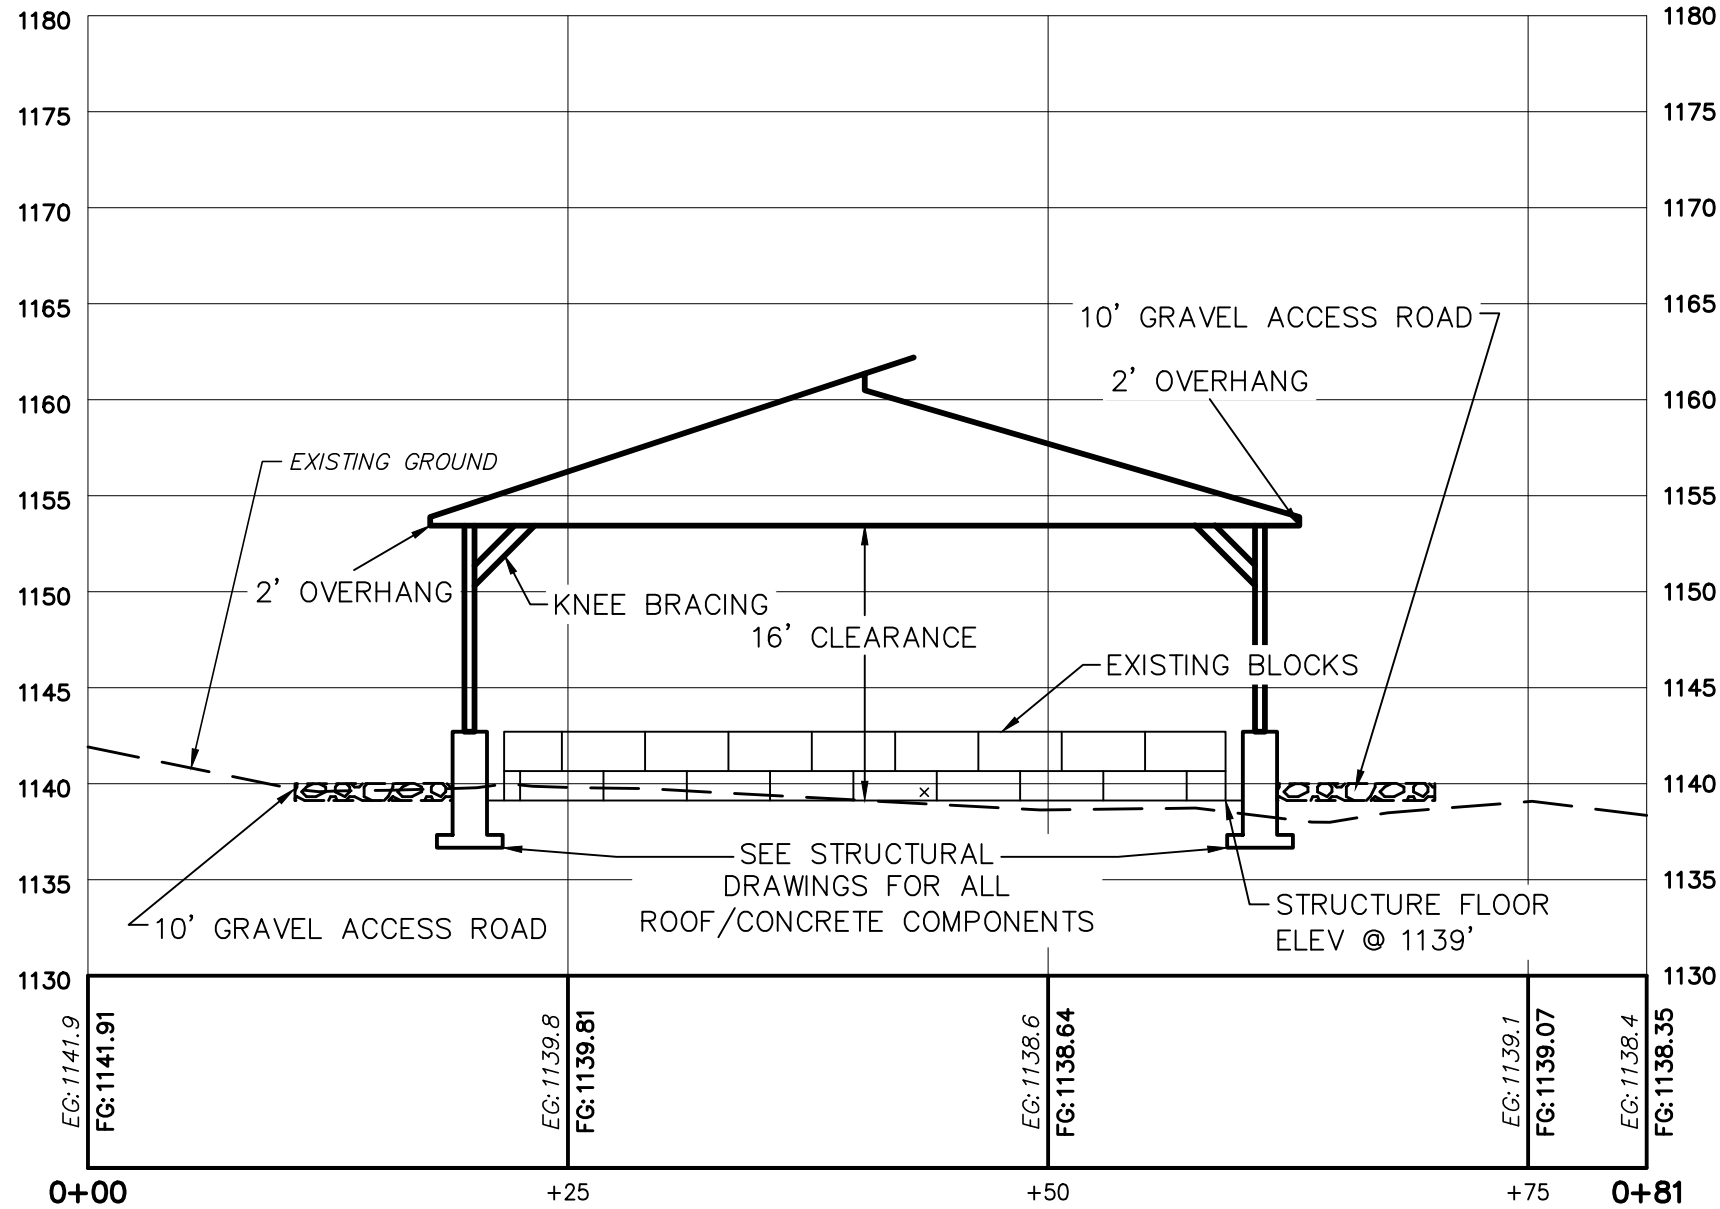 1180
1180
1175
1175
1170
1170
1165
1165
10' GRAVEL ACCESS ROAD
2' OVERHANG
1160
1160
EXISTING GROUND
1155
1155
2' OVERHANG
1150
1150
KNEE BRACING
16' CLEARANCE
EXISTING BLOCKS
1145
1145
1140
1140
x
SEE STRUCTURAL
DRAWINGS FOR ALL
ROOF/CONCRETE COMPONENTS
1135
1135
STRUCTURE FLOOR
ELEV @ 1139'
10' GRAVEL ACCESS ROAD
1130
1130
EG: 1141.9
FG: 1141.91
EG: 1139.8
FG: 1139.81
EG: 1138.6
FG: 1138.64
EG: 1139.1
FG: 1139.07
EG: 1138.4
FG: 1138.35
0+00
+25
+50
+75
0+81